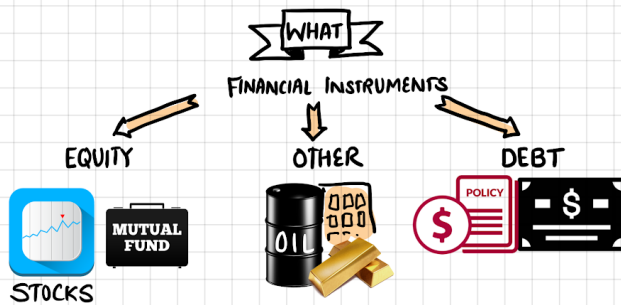 WHAT
FINANCIAL INSTRUMENTS
EQUITY
OTHER
DEBT
MUTUAL
FUND
OIL
$
POLICY
$
STOCKS